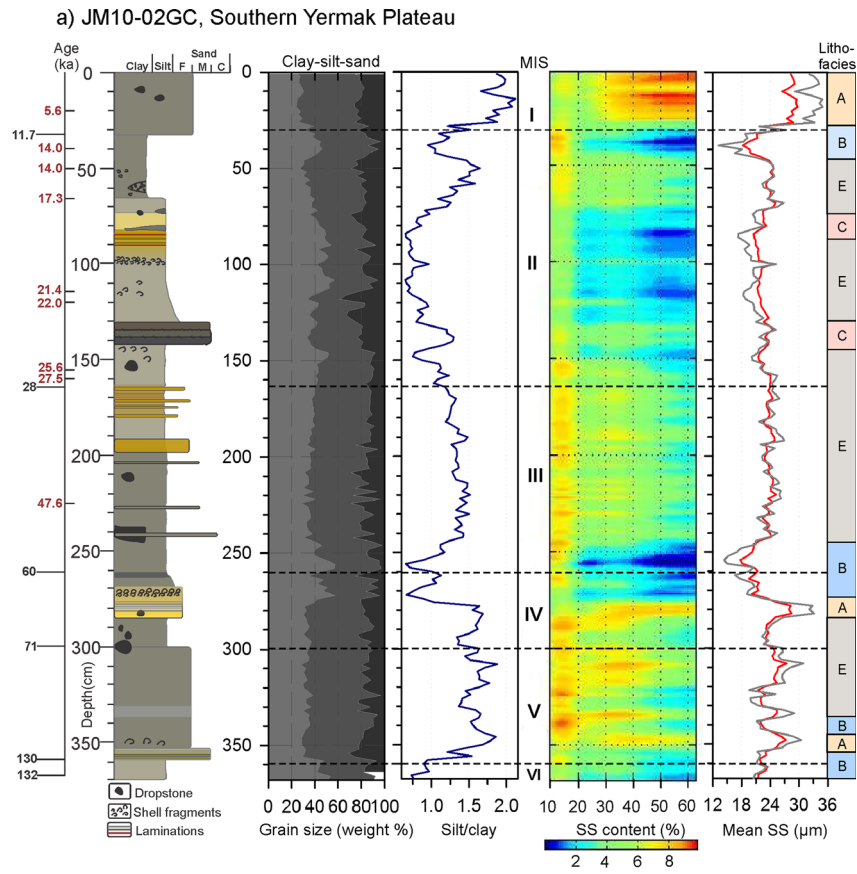 a) JM10-02GC, Southern Yermak Plateau
Age
(ka)
Sand
Clay Silt F M C
Clay-silt-sand
MIS
Litho-
facies
0
50
100
150
200
250
300
350
Depth(cm)
5.6
11.7
14.0
14.0
17.3
21.4
22.0
25.6
27.5
28
47.6
60
71
130
132
0
50
100
150
200
250
300
350
I
II
III
IV
V
VI
A
B
E
C
E
C
E
B
A
E
B
A
B
0 20 40 60 80 100
Grain size (weight %)
1.0 1.5 2.0
Silt/clay
10 20 30 40 50 60
SS content (%)
2 4 6 8
12 18 24 30 36
Mean SS (µm)
Dropstone
Shell fragments
Laminations